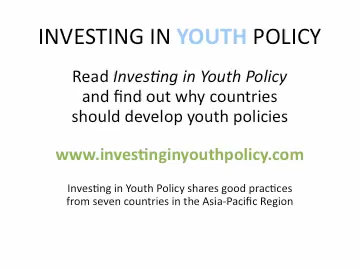 INVESTING IN YOUTH POLICY
Read Investing in Youth Policy
and find out why countries
should develop youth policies
www.investinginyouthpolicy.com
Investing in Youth Policy shares good practices
from seven countries in the Asia-Pacific Region